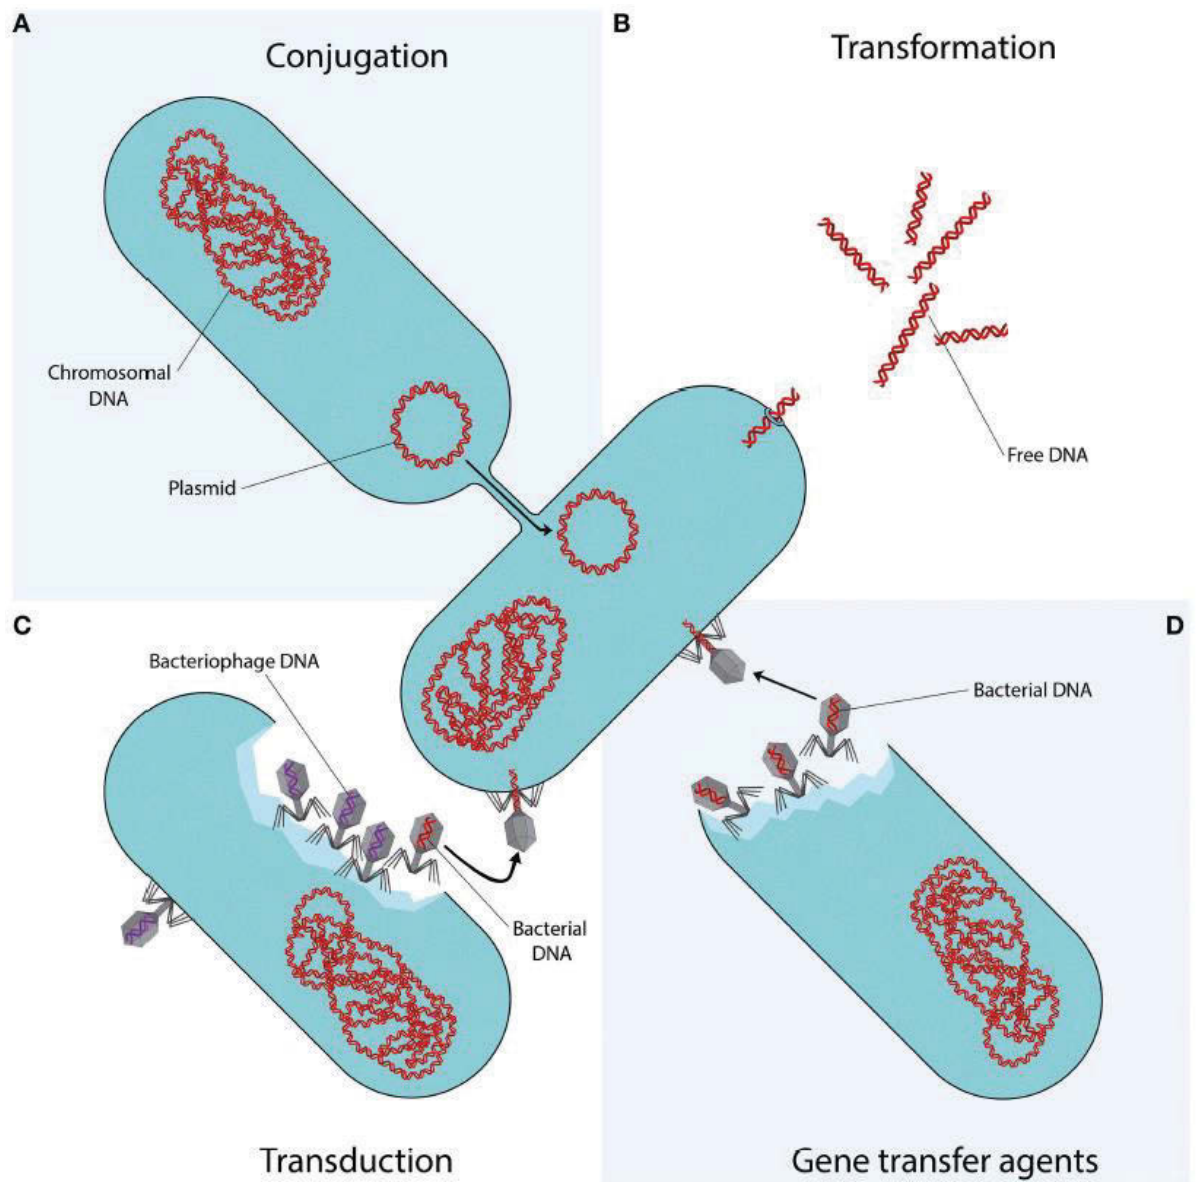 A
Conjugation
Chromosomal
DNA
Plasmid
B
Transformation
Free DNA
C
Bacteriophage DNA
Bacterial
DNA
Transduction
D
Bacterial DNA
Gene transfer agents